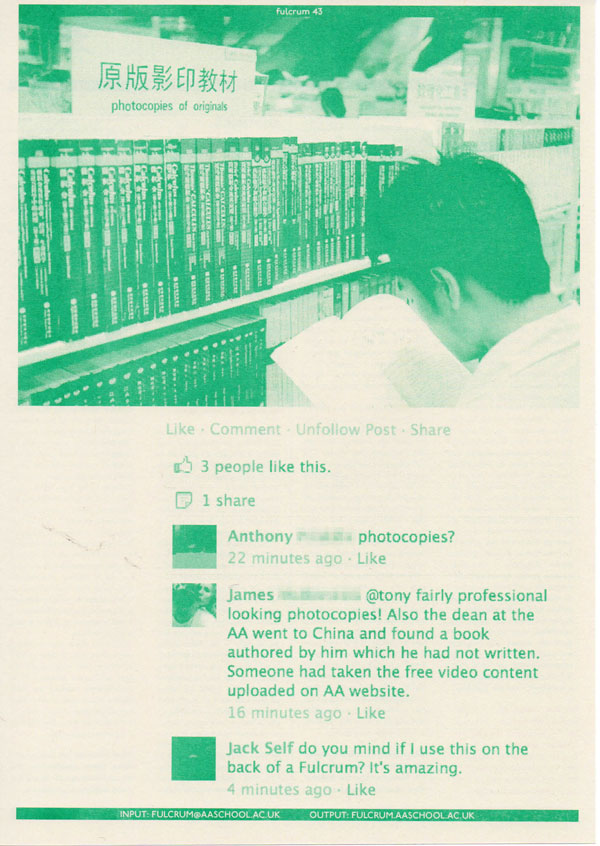 fulcrum 43
原版影印教材
photocopies of originals
Like · Comment · Unfollow Post · Share
3 people like this.
1 share
Anthony photocopies?
22 minutes ago · Like
James @tony fairly professional
looking photocopies! Also the dean at the
AA went to China and found a book
authored by him which he had not written.
Someone had taken the free video content
uploaded on AA website.
16 minutes ago · Like
Jack Self do you mind if I use this on the
back of a Fulcrum? It's amazing.
4 minutes ago · Like
INPUT: FULCRUM@AASCHOOL.AC.UK OUTPUT: FULCRUM.AASCHOOL.AC.UK